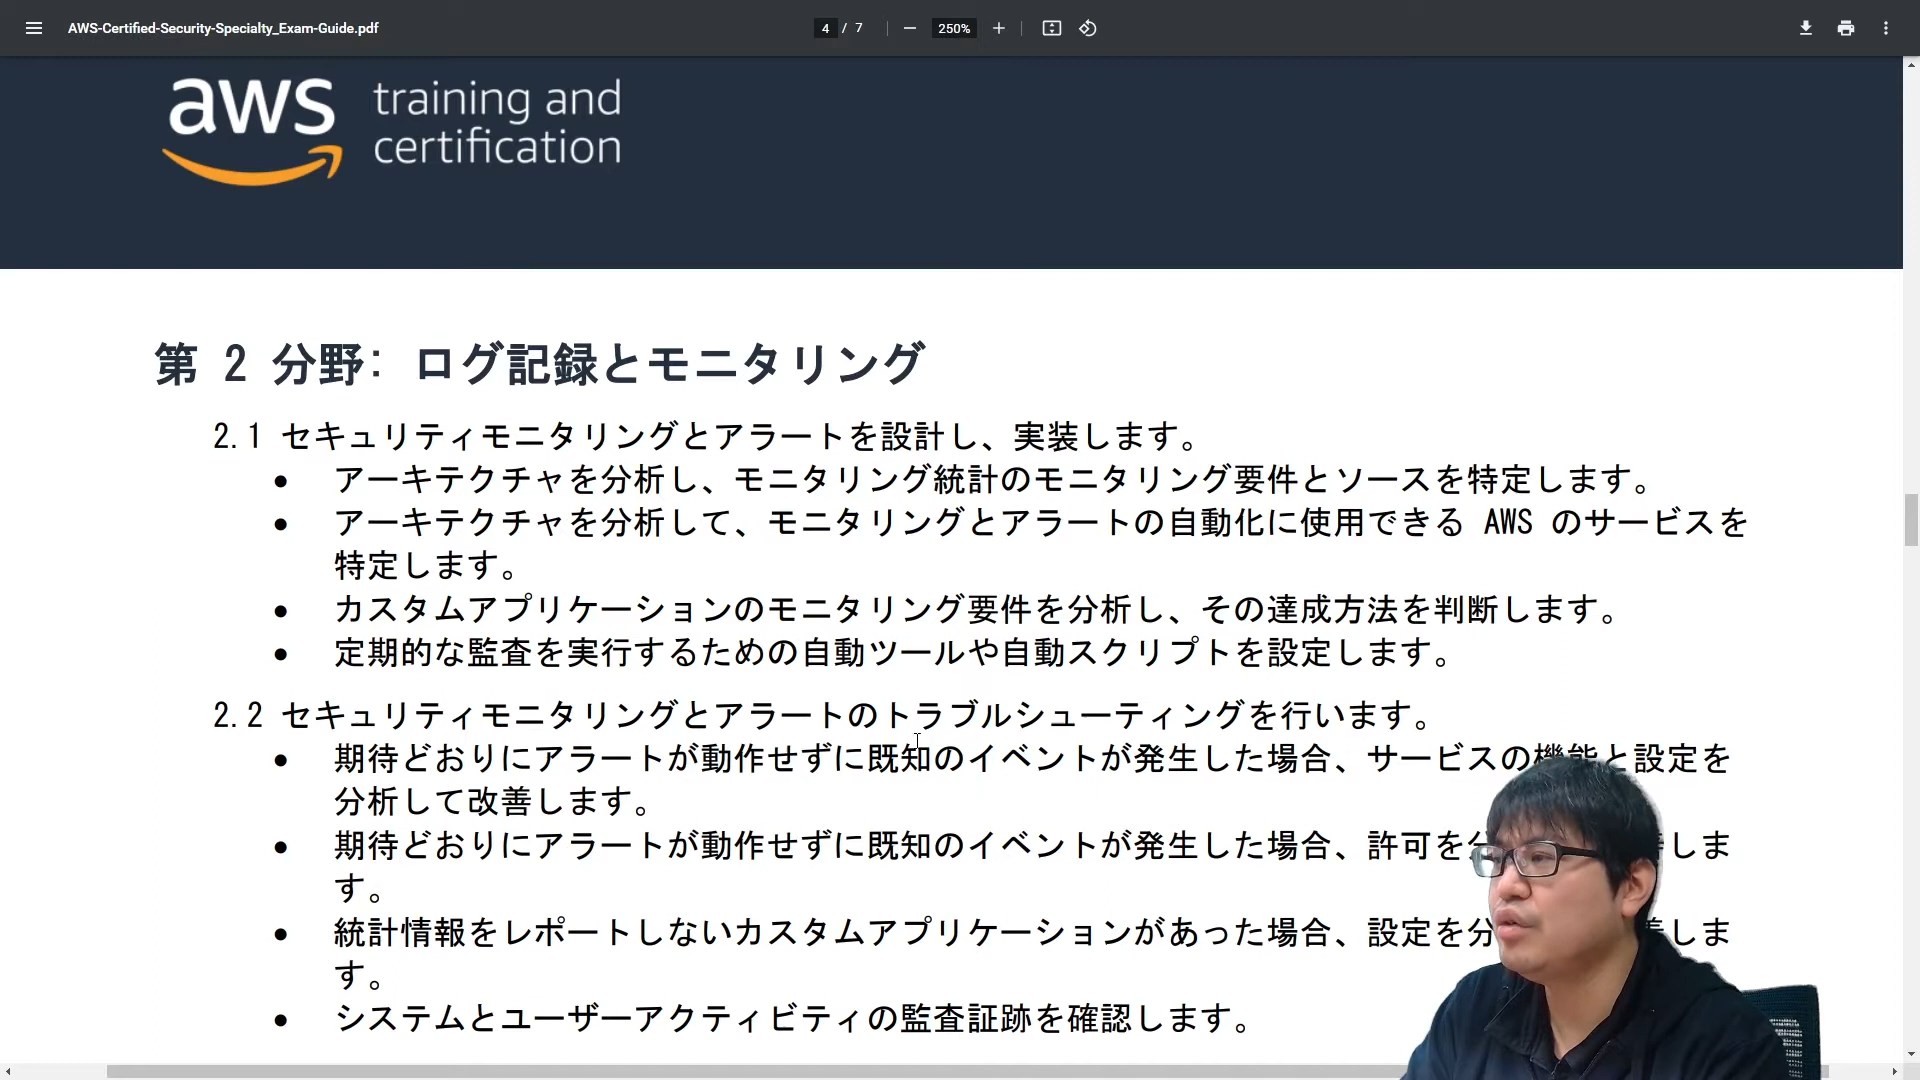 AWS-Certified-Security-Specialty_Exam-Guide.pdf
4 / 7
250%
aws training and certification
第 2 分野: ログ記録とモニタリング
2.1 セキュリティモニタリングとアラートを設計し、実装します。
● アーキテクチャを分析し、モニタリング統計のモニタリング要件とソースを特定します。
● アーキテクチャを分析して、モニタリングとアラートの自動化に使用できる AWS のサービスを
特定します。
● カスタムアプリケーションのモニタリング要件を分析し、その達成方法を判断します。
● 定期的な監査を実行するための自動ツールや自動スクリプトを設定します。
2.2 セキュリティモニタリングとアラートのトラブルシューティングを行います。
● 期待どおりにアラートが動作せずに既知のイベントが発生した場合、サービスの機能と設定を
分析して改善します。
● 期待どおりにアラートが動作せずに既知のイベントが発生した場合、許可を しま
す。
● 統計情報をレポートしないカスタムアプリケーションがあった場合、設定を しま
す。
● システムとユーザーアクティビティの監査証跡を確認します。